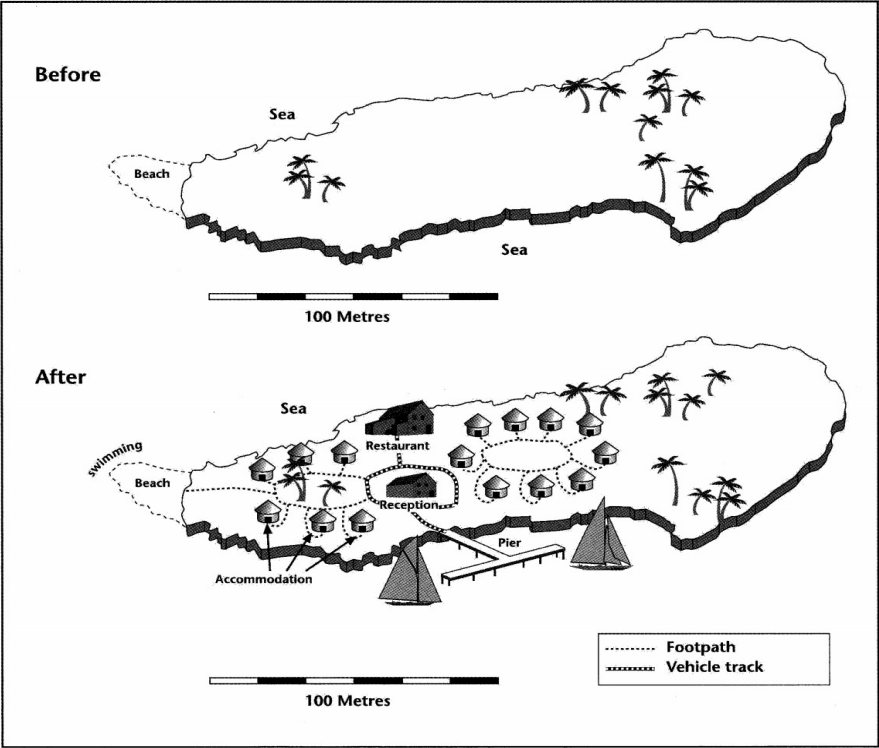 Before
Sea
Beach
Sea
100 Metres
After
Sea
swimming
Restaurant
Beach
Reception
Pier
Accommodation
Footpath
Vehicle track
100 Metres